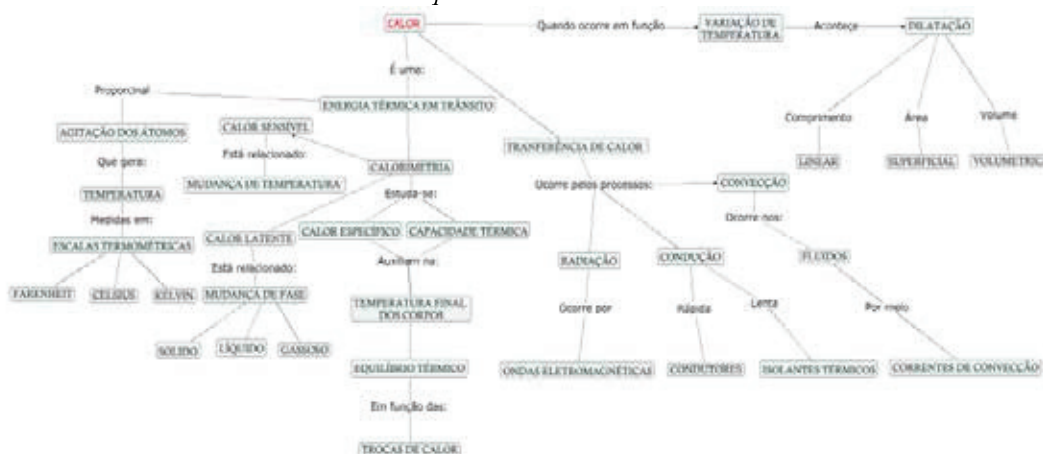 CALOR
Quando ocorre em função
VARIAÇÃO DE
TEMPERATURA
Acontece
DILATAÇÃO
É uma:
Proporcinal
ENERGIA TÉRMICA EM TRÂNSITO
Comprimento
Área
Volume
AGITAÇÃO DOS ÁTOMOS
CALOR SENSÍVEL
TRANFERÊNCIA DE CALOR
LINEAR
SUPERFICIAL
VOLUMETRIC
Que gera:
Está relacionado:
CALORIMETRIA
TEMPERATURA
MUDANÇA DE TEMPERATURA
Ocorre pelos processos:
CONVECÇÃO
Estuda-se:
Medidas em:
Ocorre nos:
ESCALAS TERMOMÉTRICAS
CALOR LATENTE
CALOR ESPECÍFICO
CAPACIDADE TÉRMICA
RADIAÇÃO
CONDUÇÃO
FLUIDOS
Está relacionado:
Auxiliam na:
FARENHEIT
CELSIUS
KELVIN
MUDANÇA DE FASE
TEMPERATURA FINAL
DOS CORPOS
Ocorre por
Rápida
Lenta
Por meio
SOLIDO
LÍQUIDO
GASSOSO
EQUILÍBRIO TÉRMICO
ONDAS ELETROMAGNÉTICAS
CONDUTORES
ISOLANTES TÉRMICOS
CORRENTES DE CONVECÇÃO
Em função das:
TROCAS DE CALOR